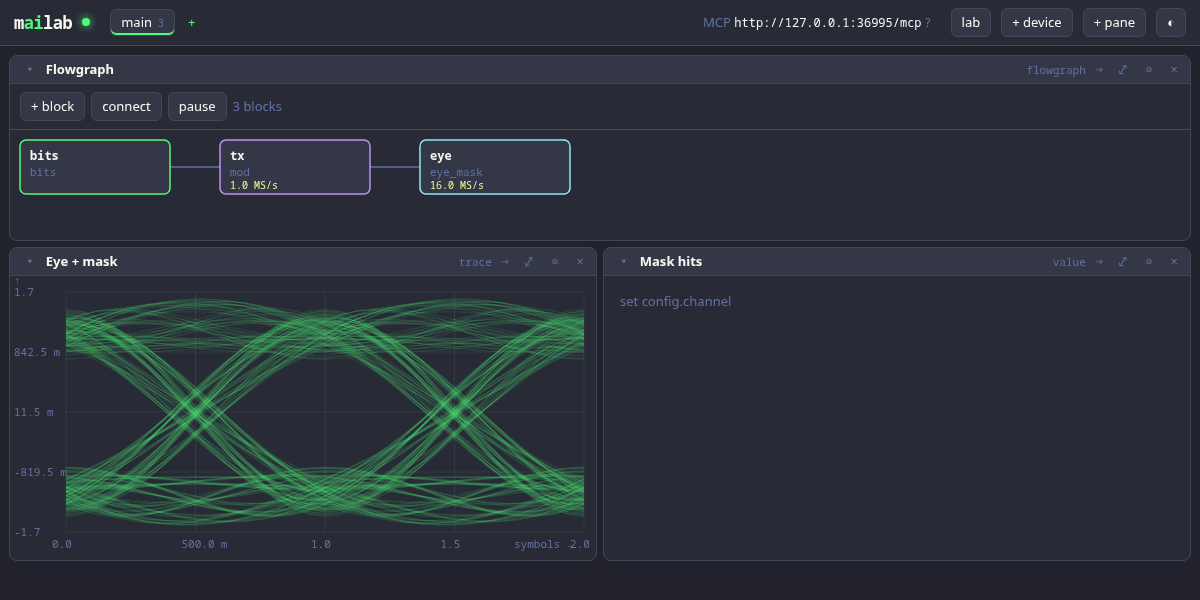 mailab
main 3
+
MCP http://127.0.0.1:36995/mcp ?
lab
+ device
+ pane
Flowgraph
flowgraph
+ block
connect
pause
3 blocks
bits
bits
tx
mod
1.0 MS/s
eye
eye_mask
16.0 MS/s
Eye + mask
trace
1.7
842.5 m
11.5 m
-819.5 m
-1.7
0.0
500.0 m
1.0
1.5
symbols
2.0
Mask hits
value
set config.channel